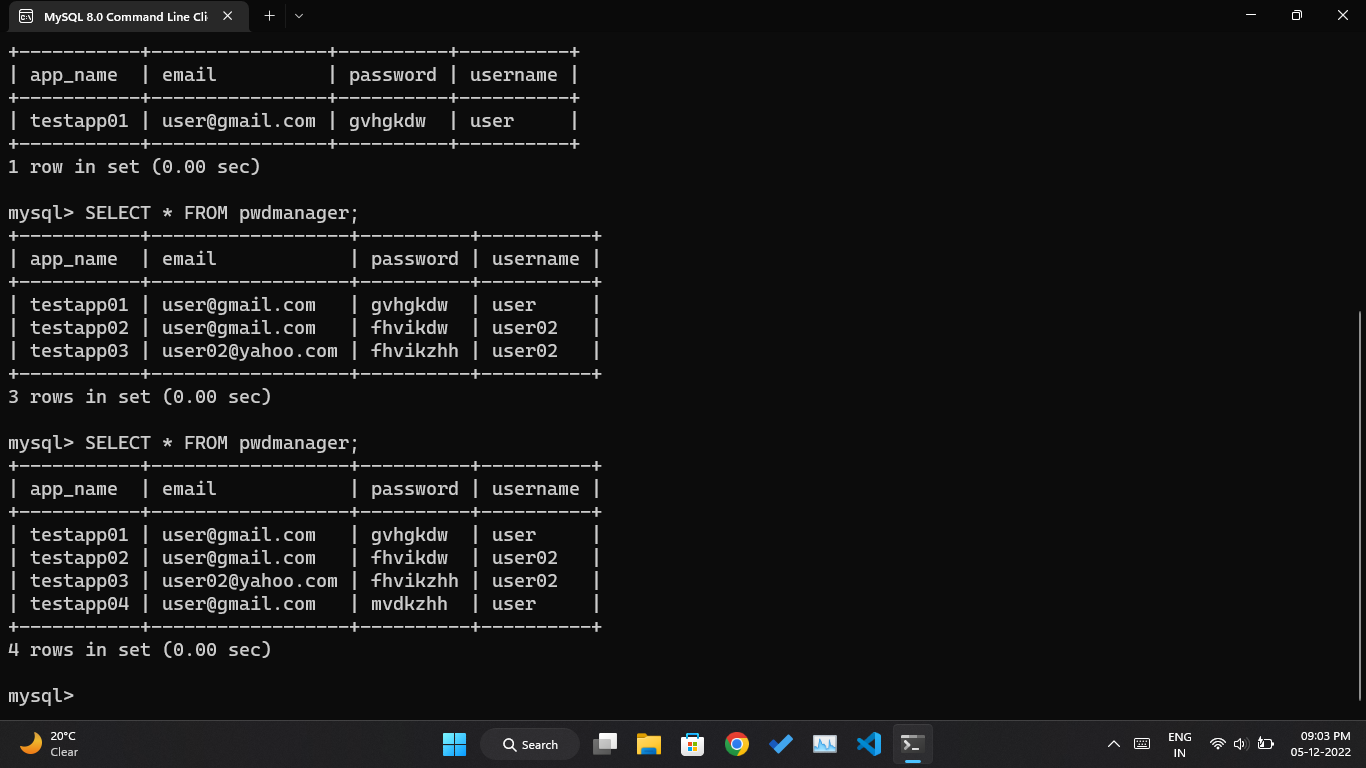 MySQL 8.0 Command Line Cli
+-----------+----------------+----------+----------+
| app_name  | email          | password | username |
+-----------+----------------+----------+----------+
| testapp01 | user@gmail.com | gvhgkdw  | user     |
+-----------+----------------+----------+----------+
1 row in set (0.00 sec)
mysql> SELECT * FROM pwdmanager;
+-----------+------------------+----------+----------+
| app_name  | email            | password | username |
+-----------+------------------+----------+----------+
| testapp01 | user@gmail.com   | gvhgkdw  | user     |
| testapp02 | user@gmail.com   | fhvikdw  | user02   |
| testapp03 | user02@yahoo.com | fhvikzhh | user02   |
+-----------+------------------+----------+----------+
3 rows in set (0.00 sec)
mysql> SELECT * FROM pwdmanager;
+-----------+------------------+----------+----------+
| app_name  | email            | password | username |
+-----------+------------------+----------+----------+
| testapp01 | user@gmail.com   | gvhgkdw  | user     |
| testapp02 | user@gmail.com   | fhvikdw  | user02   |
| testapp03 | user02@yahoo.com | fhvikzhh | user02   |
| testapp04 | user@gmail.com   | mvdkzhh  | user     |
+-----------+------------------+----------+----------+
4 rows in set (0.00 sec)
mysql>
20°C
Clear
Search
ENG
IN
09:03 PM
05-12-2022